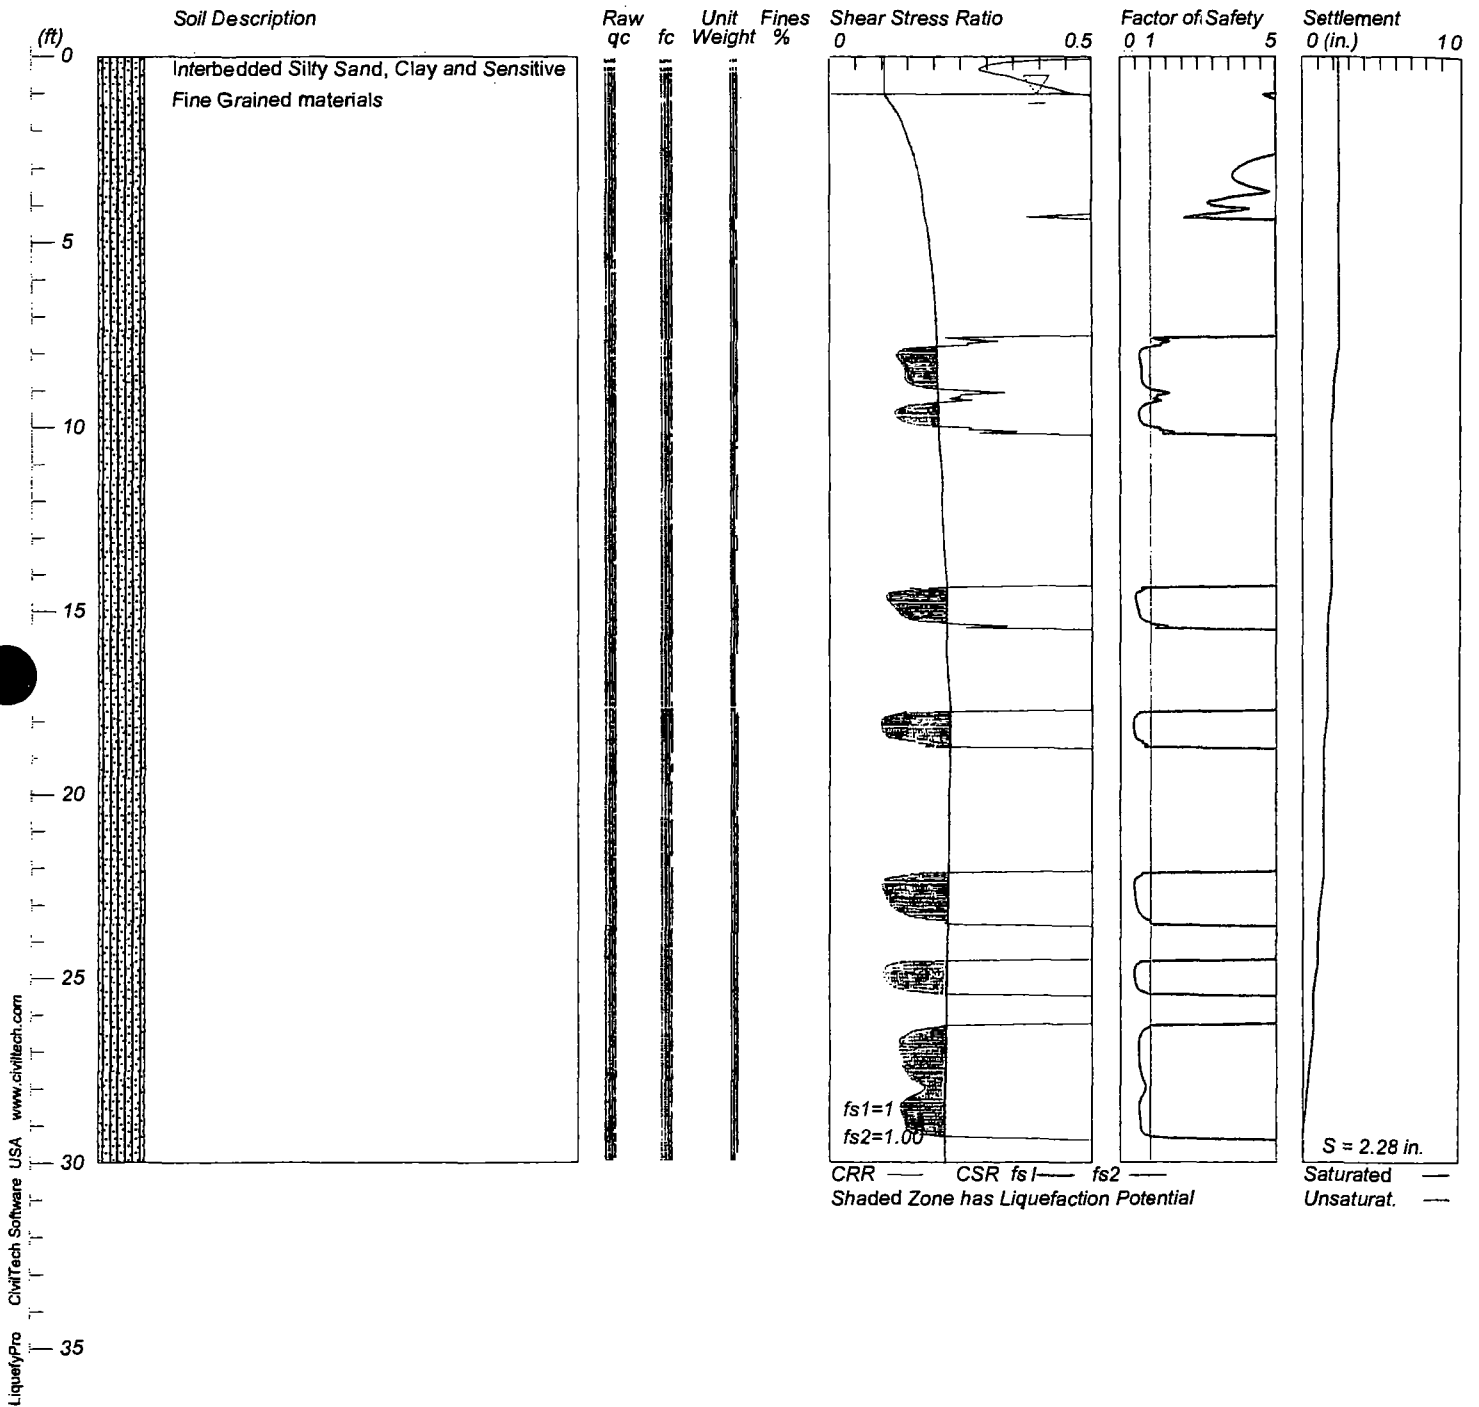 Soil Description
Raw Unit Fines Shear Stress Ratio Factor of Safety Settlement
(ft) qc fc Weight % 0 0.5 0 1 5 0 (in.) 10
0
Interbedded Silty Sand, Clay and Sensitive
Fine Grained materials
5
10
15
20
25
fs1=1
fs2=1.00
S = 2.28 in.
30
CRR CSR fs1 fs2 Saturated
Shaded Zone has Liquefaction Potential Unsaturat.
35
LiquefyPro CivilTech Software USA www.civiltech.com